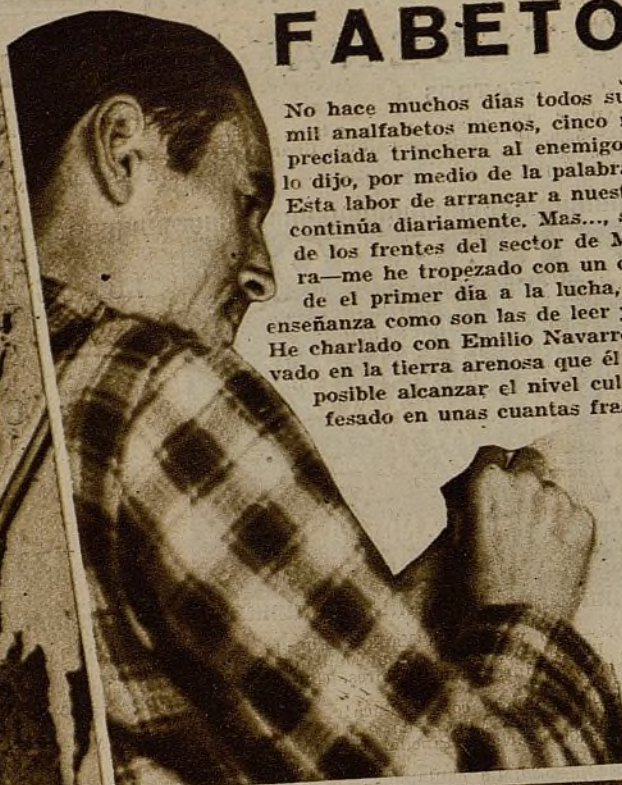 FABETO
No hace muchos días todos su
mil analfabetos menos, cinco
preciada trinchera al enemigo
lo dijo, por medio de la palabra
Esta labor de arrancar a nuest
continúa diariamente. Mas...,
de los frentes del sector de M
ra—me he tropezado con un
de el primer día a la lucha,
enseñanza como son las de leer y
He charlado con Emilio Navarr
vado en la tierra arenosa que él
posible alcanzar el nivel cul
fesado en unas cuantas fra